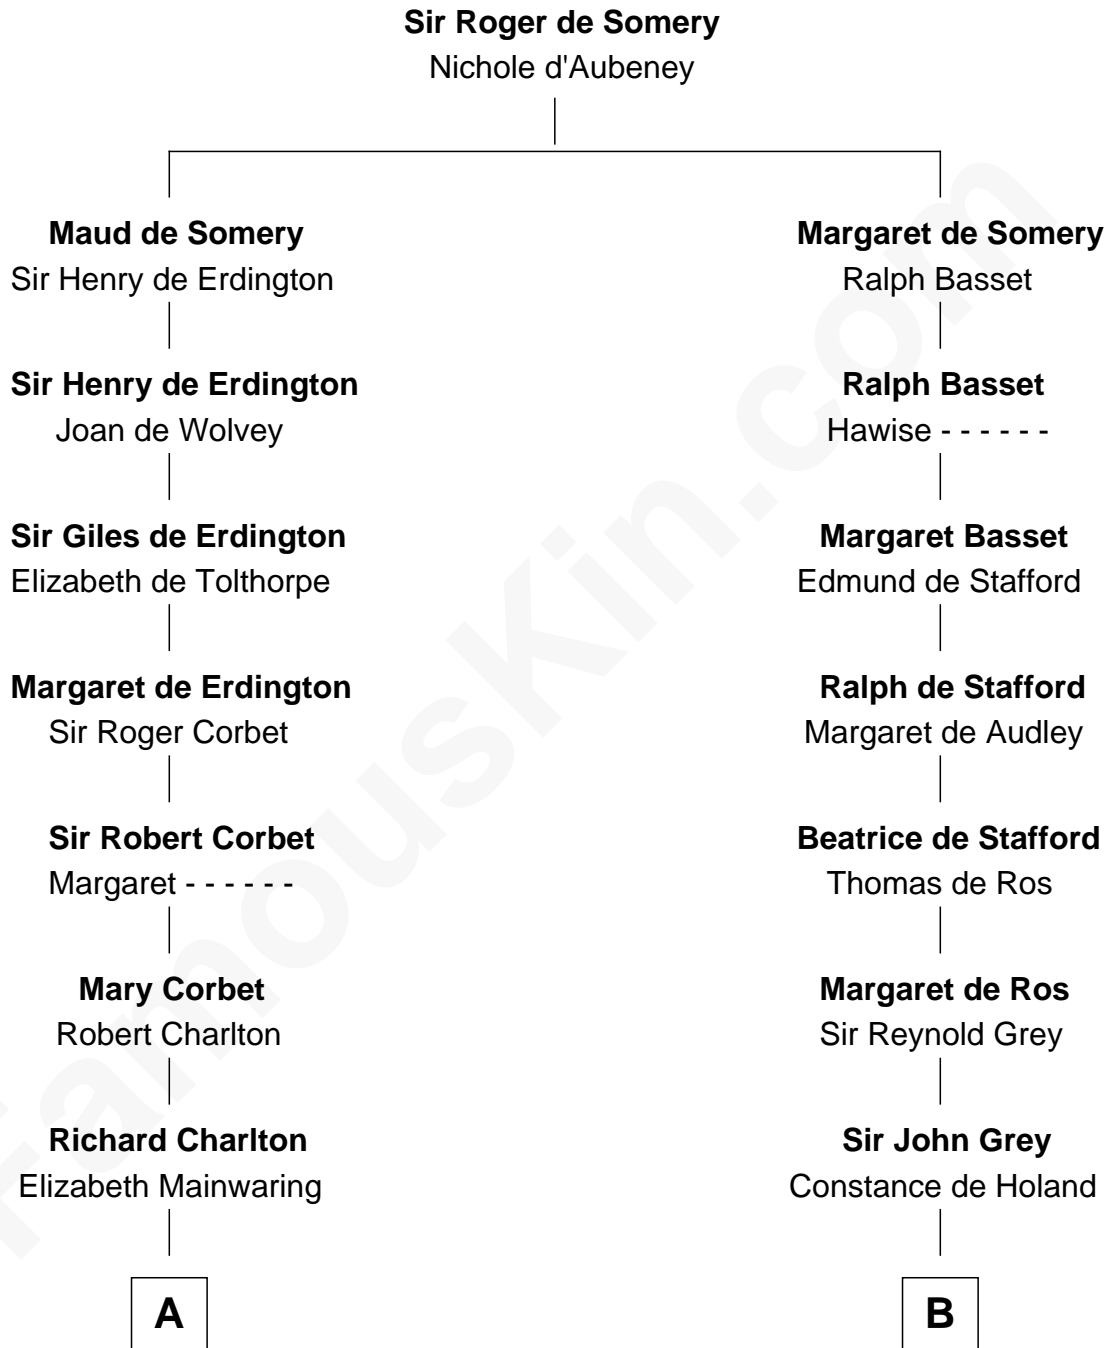 Sir Roger de Somery
Nichole d'Aubeney
Maud de Somery
Sir Henry de Erdington
Sir Henry de Erdington
Joan de Wolvey
Sir Giles de Erdington
Elizabeth de Tolthorpe
Margaret de Erdington
Sir Roger Corbet
Sir Robert Corbet
Margaret - - - - - -
Mary Corbet
Robert Charlton
Richard Charlton
Elizabeth Mainwaring
A
Margaret de Somery
Ralph Basset
Ralph Basset
Hawise - - - - - -
Margaret Basset
Edmund de Stafford
Ralph de Stafford
Margaret de Audley
Beatrice de Stafford
Thomas de Ros
Margaret de Ros
Sir Reynold Grey
Sir John Grey
Constance de Holand
B
FamousKin.com